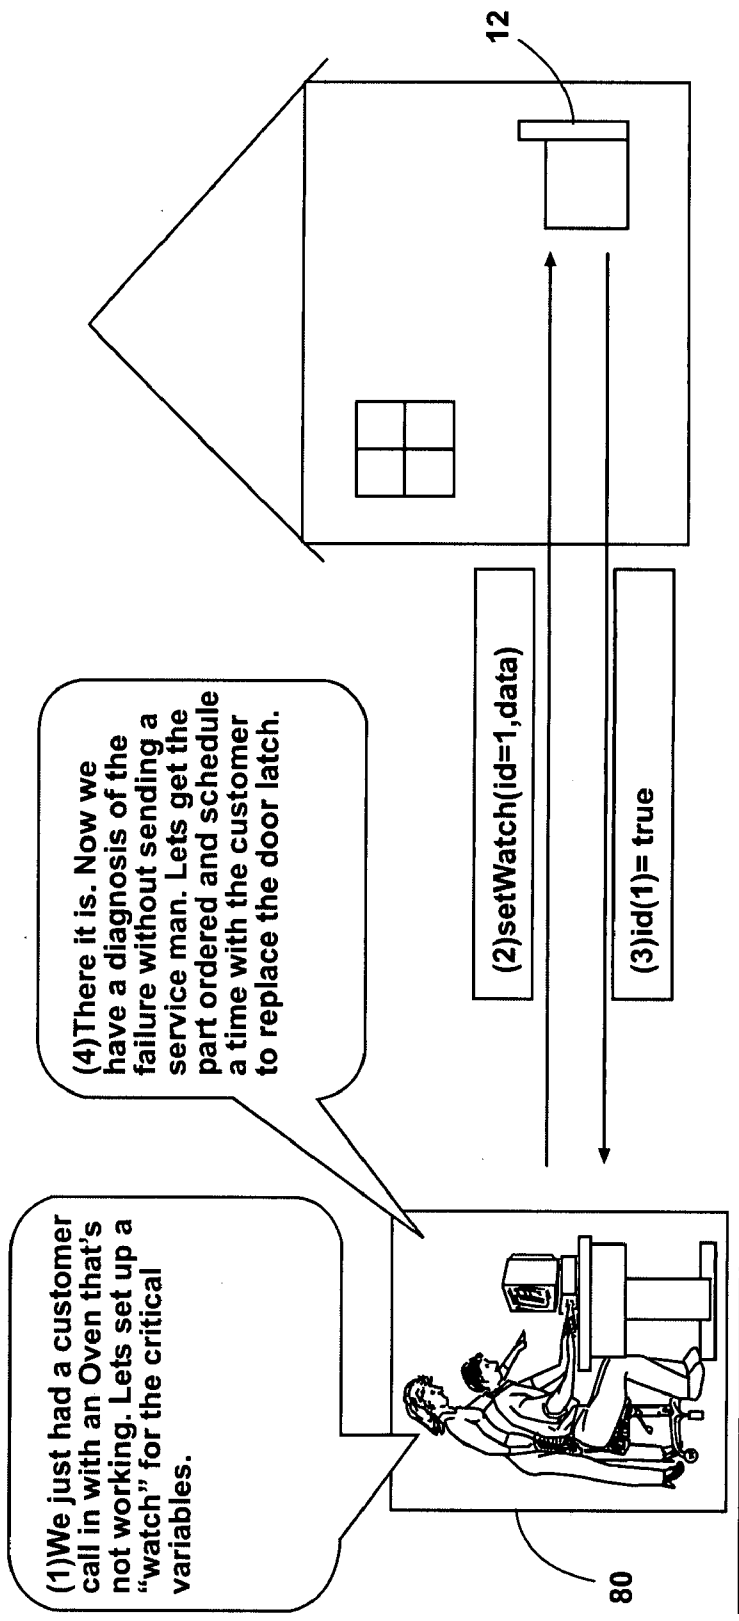 (1)We just had a customer
call in with an Oven that's
not working. Lets set up a
“watch” for the critical
variables.
(4)There it is. Now we
have a diagnosis of the
failure without sending a
service man. Lets get the
part ordered and schedule
a time with the customer
to replace the door latch.
(2)setWatch(id=1,data)
(3)id(1)= true
12
80